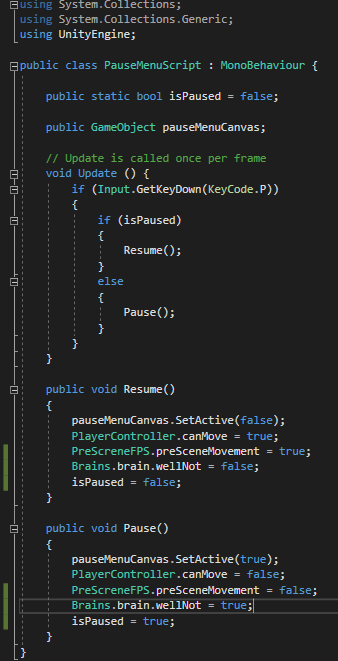 using System.Collections;
using System.Collections.Generic;
using UnityEngine;
public class PauseMenuScript : MonoBehaviour {
public static bool isPaused = false;
public GameObject pauseMenuCanvas;
// Update is called once per frame
void Update () {
if (Input.GetKeyDown(KeyCode.P))
{
if (isPaused)
{
Resume();
}
else
{
Pause();
}
}
}
public void Resume()
{
pauseMenuCanvas.SetActive(false);
PlayerController.canMove = true;
PreScreneFPS.preSceneMovement = true;
Brains.brain.wellNot = false;
isPaused = false;
}
public void Pause()
{
pauseMenuCanvas.SetActive(true);
PlayerController.canMove = false;
PreScreneFPS.preSceneMovement = false;
Brains.brain.wellNot = true;
isPaused = true;
}
}